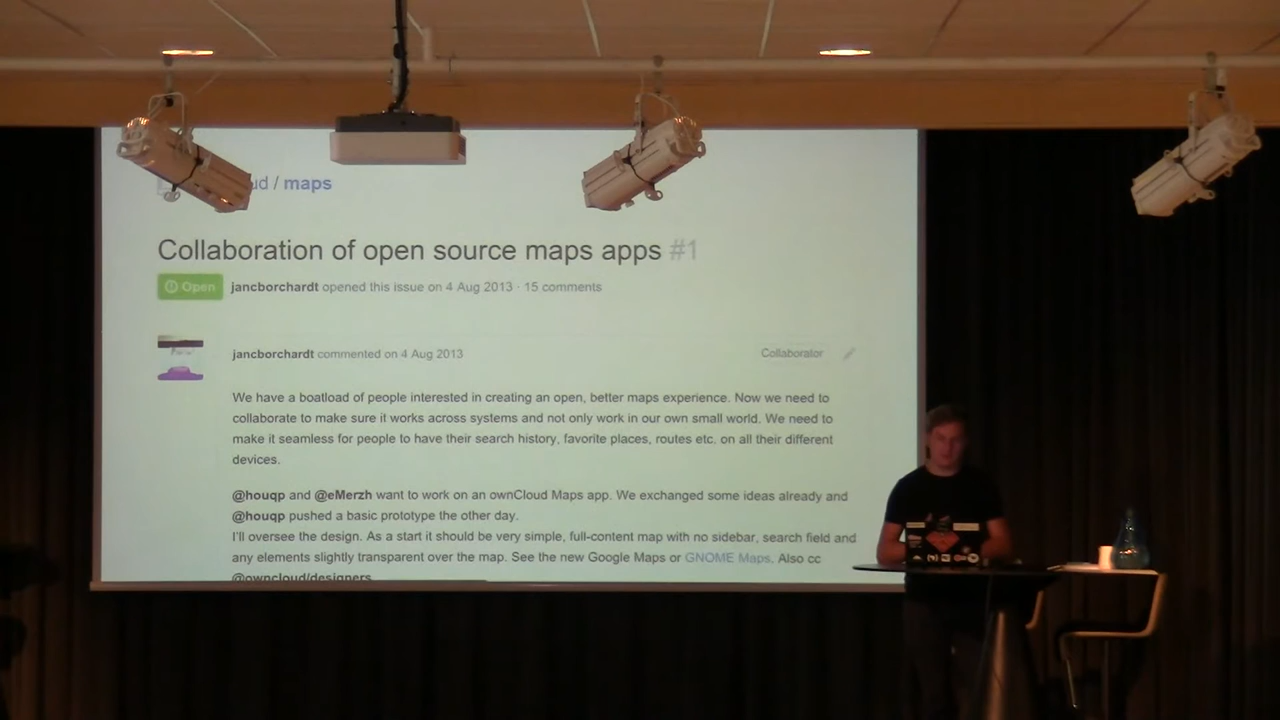 ud / maps
Collaboration of open source maps apps #1
Open jancborchardt opened this issue on 4 Aug 2013 · 15 comments
jancborchardt commented on 4 Aug 2013 Collaborator
We have a boatload of people interested in creating an open, better maps experience. Now we need to
collaborate to make sure it works across systems and not only work in our own small world. We need to
make it seamless for people to have their search history, favorite places, routes etc. on all their different
devices.
@houqp and @eMerzh want to work on an ownCloud Maps app. We exchanged some ideas already and
@houqp pushed a basic prototype the other day.
I'll oversee the design. As a start it should be very simple, full-content map with no sidebar, search field and
any elements slightly transparent over the map. See the new Google Maps or GNOME Maps. Also cc
@owncloud/designers